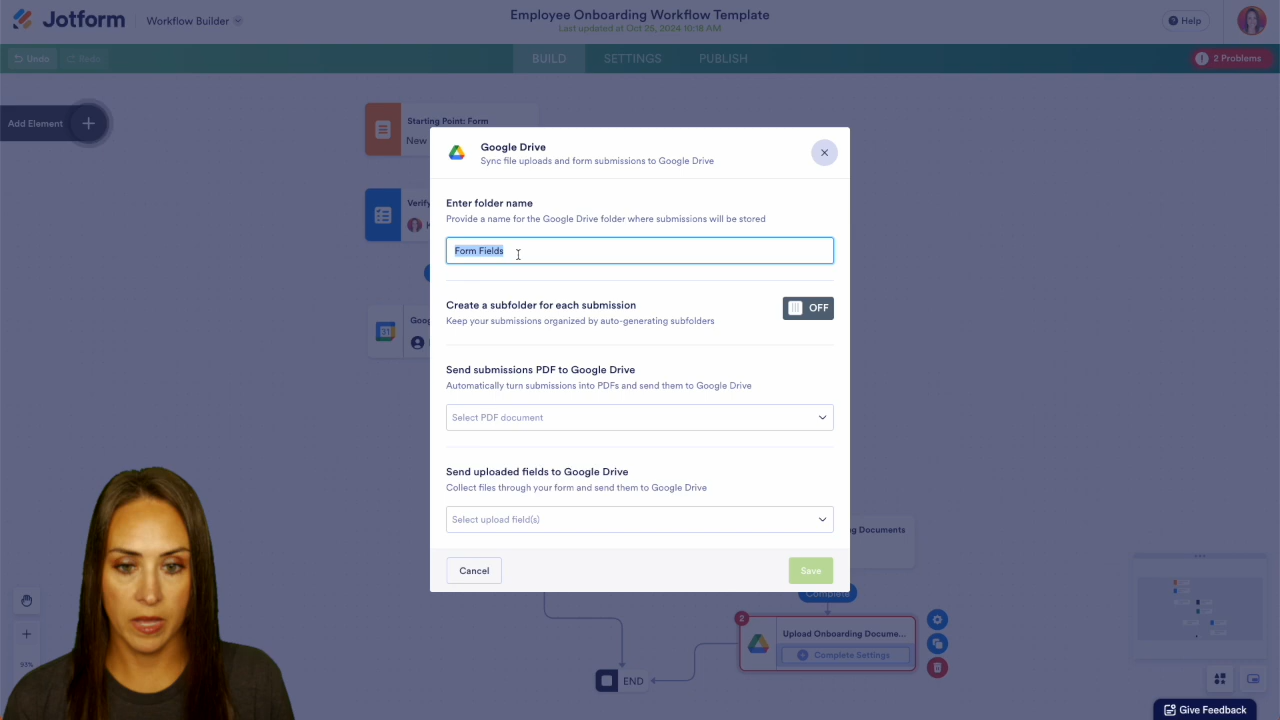 Jotform
Workflow Builder
Employee Onboarding Workflow Template
Last updated at Oct 25, 2024 10:18 AM
Help
Undo
Redo
BUILD
SETTINGS
PUBLISH
2 Problems
Add Element
Starting Point: Form
New
Google Drive
Sync file uploads and form submissions to Google Drive
Enter folder name
Provide a name for the Google Drive folder where submissions will be stored
Form Fields
Create a subfolder for each submission
Keep your submissions organized by auto-generating subfolders
OFF
Send submissions PDF to Google Drive
Automatically turn submissions into PDFs and send them to Google Drive
Select PDF document
Send uploaded fields to Google Drive
Collect files through your form and send them to Google Drive
Select upload field(s)
Cancel
Save
Verify
Goog
31
g Documents
Complete
2
Upload Onboarding Docume...
Complete Settings
END
93%
Give Feedback